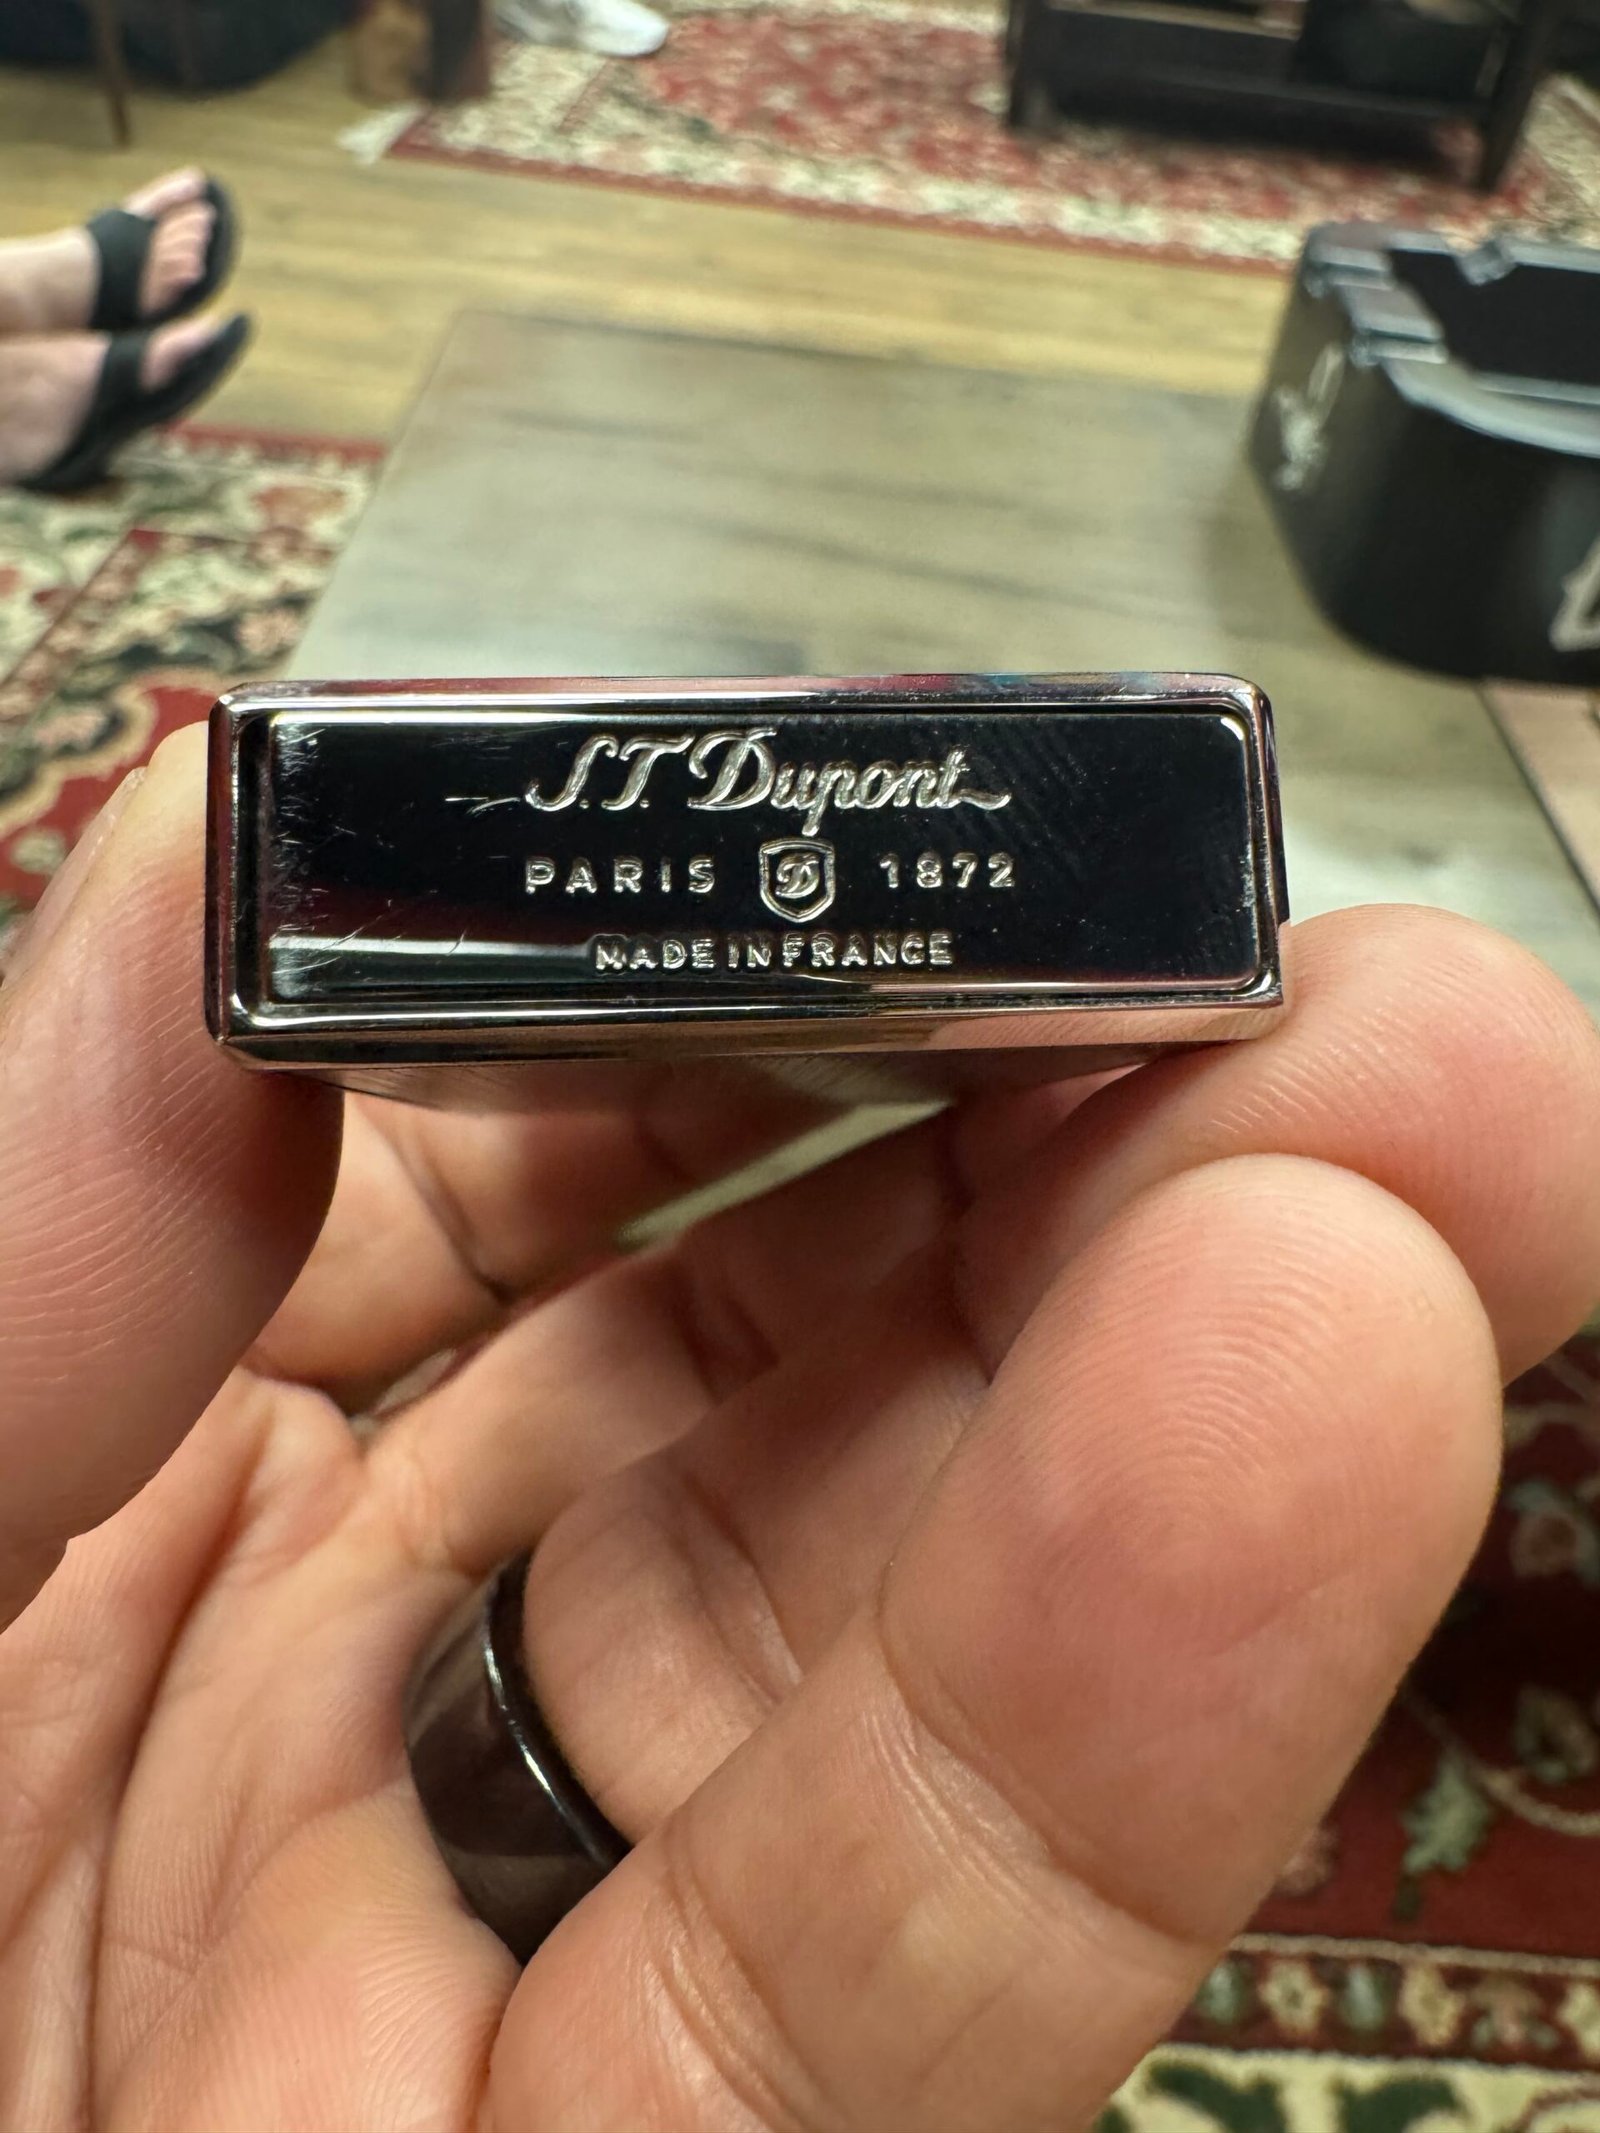 S.T. Dupont
PARIS D 1872
MADE IN FRANCE